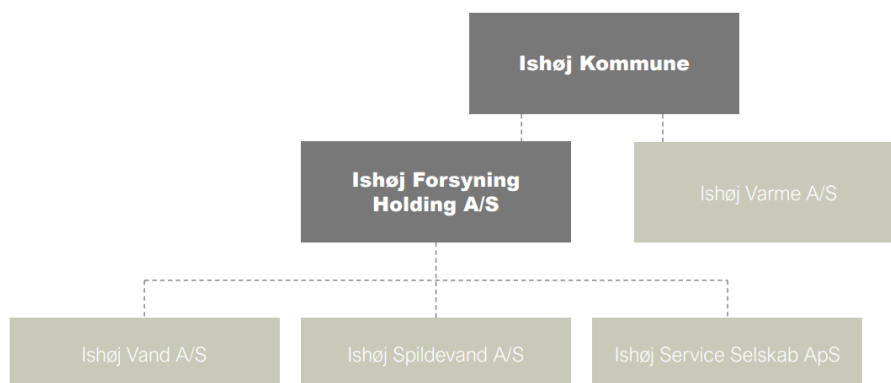 Ishøj Kommune
Ishøj Forsyning
Holding A/S
Ishøj Varme A/S
Ishøj Vand A/S
Ishøj Spildevand A/S
Ishøj Service Selskab ApS